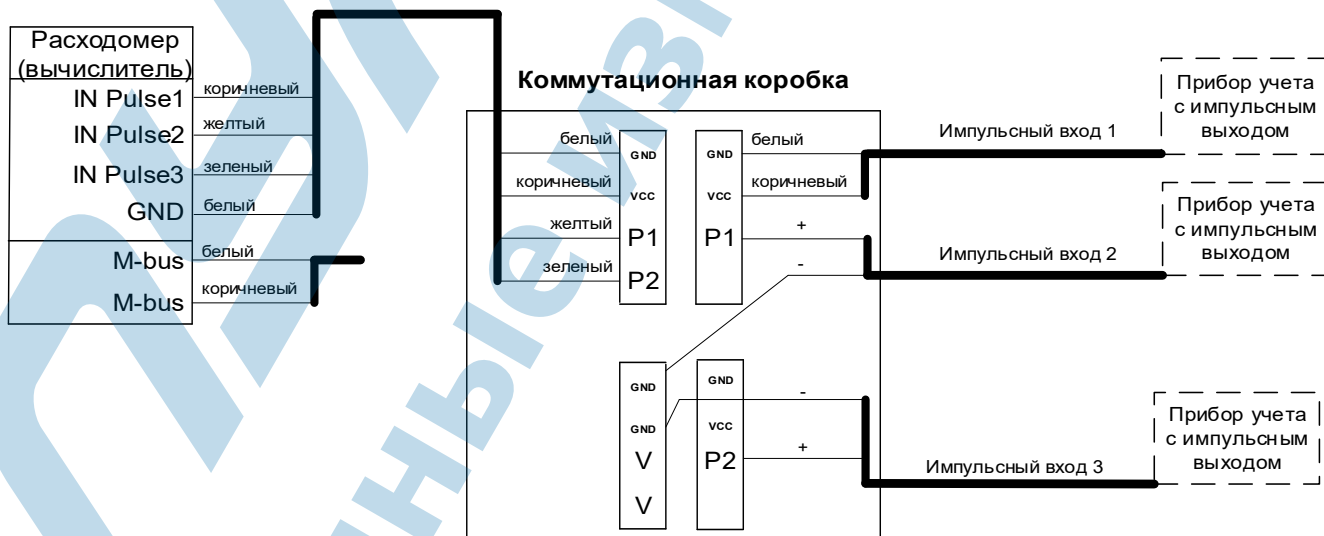 Расходомер
(вычислитель)
IN Pulse1
коричневый
IN Pulse2
желтый
IN Pulse3
зеленый
GND
белый
M-bus
белый
M-bus
коричневый
Коммутационная коробка
белый
GND
коричневый
VCC
желтый
P1
зеленый
P2
GND
белый
VCC
коричневый
P1
+
-
GND
GND
V
V
GND
-
VCC
P2
+
Импульсный вход 1
Прибор учета
с импульсным
выходом
Импульсный вход 2
Прибор учета
с импульсным
выходом
Импульсный вход 3
Прибор учета
с импульсным
выходом